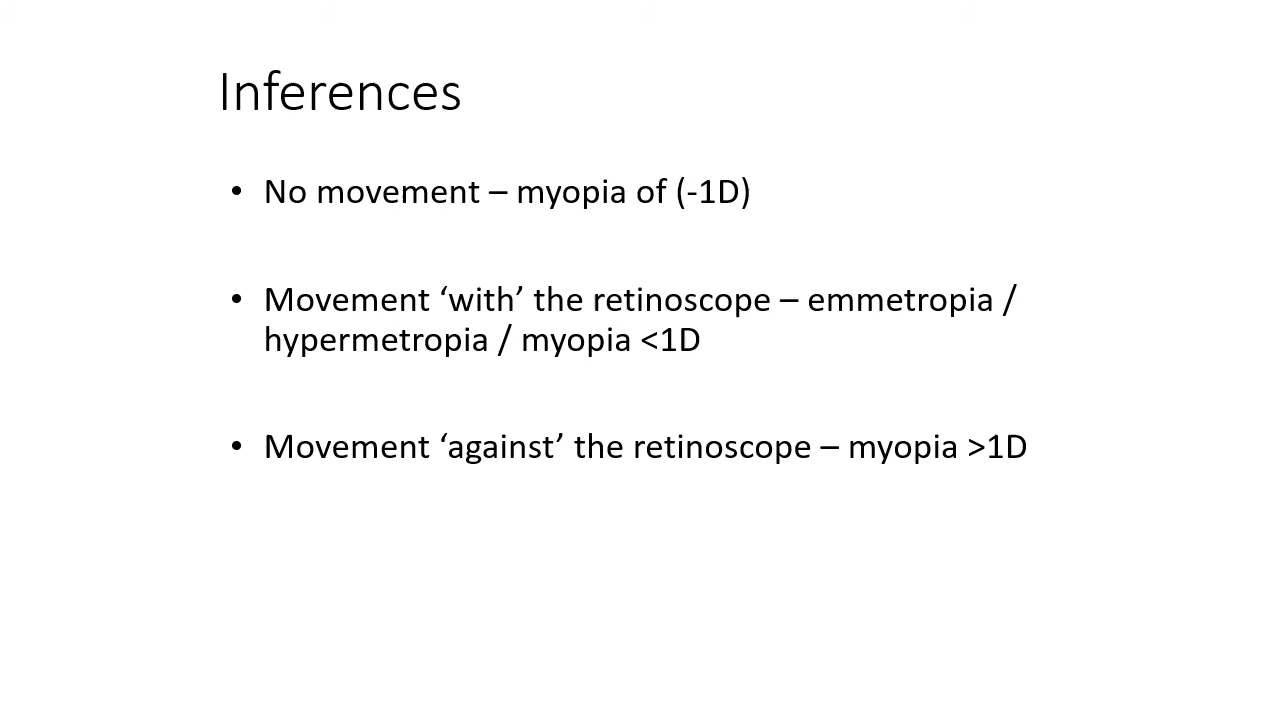 Inferences
• No movement – myopia of (-1D)
• Movement ‘with’ the retinoscope – emmetropia /
hypermetropia / myopia <1D
• Movement ‘against’ the retinoscope – myopia >1D